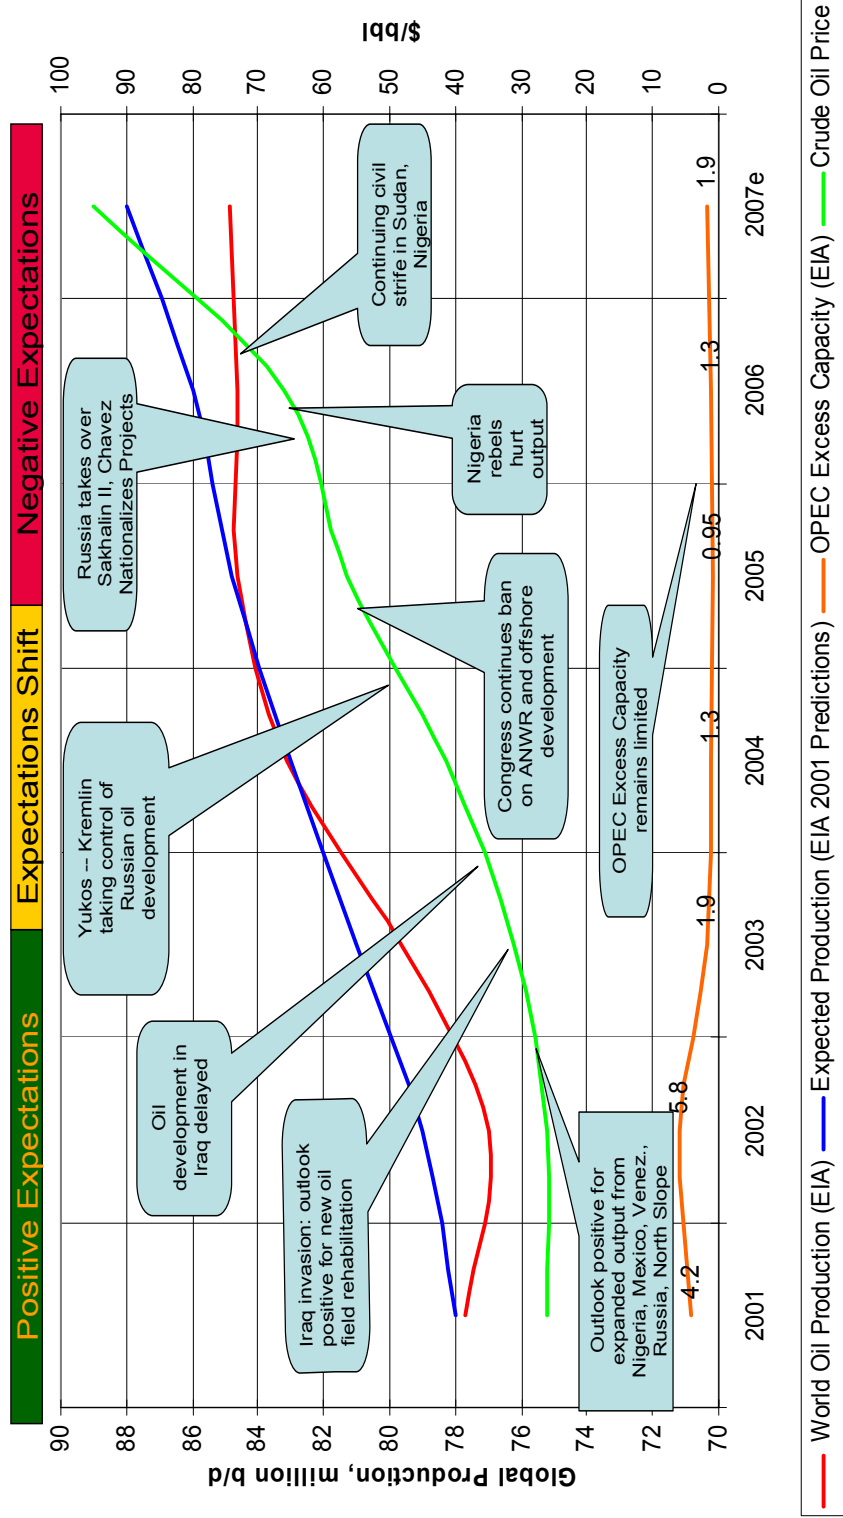 Positive Expectations
Expectations Shift
Negative Expectations
Global Production, million b/d
90
88
86
84
82
80
78
76
74
72
70
$/bbl
100
90
80
70
60
50
40
30
20
10
0
Yukos -- Kremlin
taking control of
Russian oil
development
Russia takes over
Sakhalin II, Chavez
Nationalizes Projects
Oil
development in
Iraq delayed
Iraq invasion: outlook
positive for new oil
field rehabilitation
Outlook positive for
expanded output from
Nigeria, Mexico, Venez.,
Russia, North Slope
Congress continues ban
on ANWR and offshore
development
OPEC Excess Capacity
remains limited
Nigeria
rebels
hurt
output
Continuing civil
strife in Sudan,
Nigeria
4.2
5.8
1.9
1.3
0.95
1.3
1.9
2001
2002
2003
2004
2005
2006
2007e
World Oil Production (EIA)
Expected Production (EIA 2001 Predictions)
OPEC Excess Capacity (EIA)
Crude Oil Price